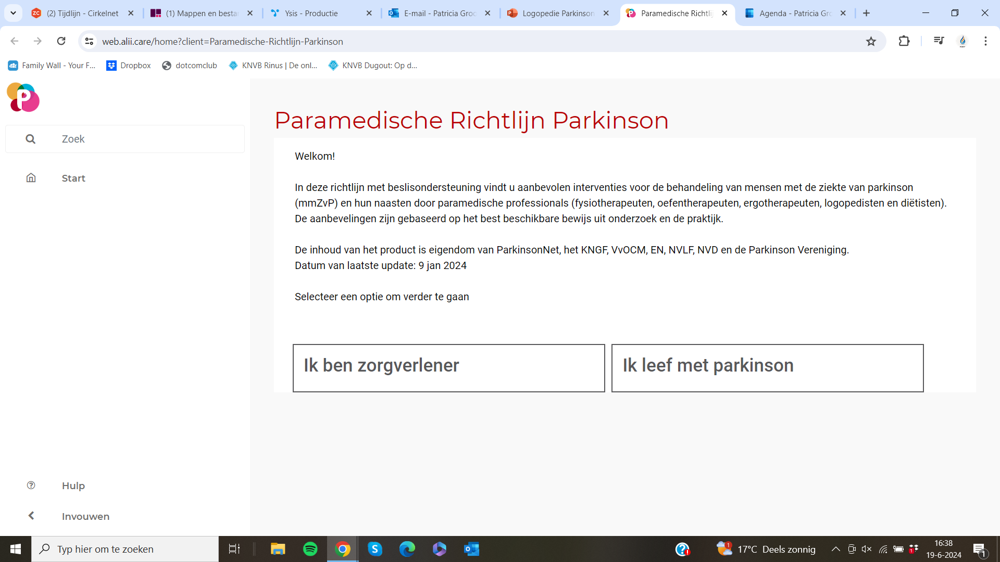 (2) Tijdlijn - Cirkelnet
(1) Mappen en besta
Ysis - Productie
E-mail - Patricia Groo
Logopedie Parkinson
Paramedische Richtlij
Agenda - Patricia Gro
web.alii.care/home?client=Paramedische-Richtlijn-Parkinson
Family Wall - Your F...
Dropbox
dotcomclub
KNVB Rinus | De onl...
KNVB Dugout: Op d...
P
Zoek
Start
Paramedische Richtlijn Parkinson
Welkom!
In deze richtlijn met beslisondersteuning vindt u aanbevolen interventies voor de behandeling van mensen met de ziekte van parkinson
(mmZvP) en hun naasten door paramedische professionals (fysiotherapeuten, oefentherapeuten, ergotherapeuten, logopedisten en diëtisten).
De aanbevelingen zijn gebaseerd op het best beschikbare bewijs uit onderzoek en de praktijk.
De inhoud van het product is eigendom van ParkinsonNet, het KNGF, VvOCM, EN, NVLF, NVD en de Parkinson Vereniging.
Datum van laatste update: 9 jan 2024
Selecteer een optie om verder te gaan
Ik ben zorgverlener
Ik leef met parkinson
Hulp
Invouwen
Typ hier om te zoeken
17°C Deels zonnig
16:38
19-6-2024
1